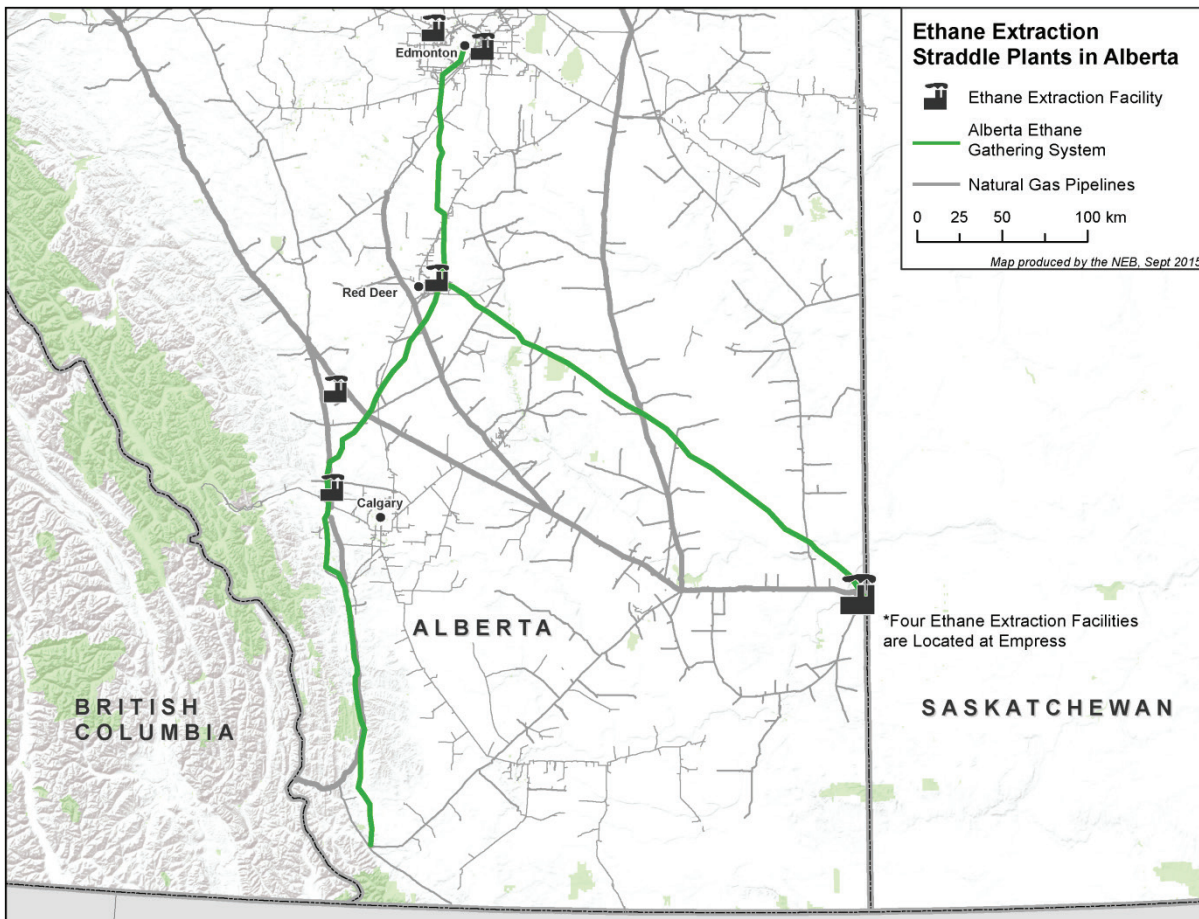 Ethane Extraction
Straddle Plants in Alberta
Ethane Extraction Facility
Alberta Ethane
Gathering System
Natural Gas Pipelines
0 25 50 100 km
Map produced by the NEB, Sept 2015
Edmonton
Red Deer
Calgary
ALBERTA
*Four Ethane Extraction Facilities
are Located at Empress
BRITISH
COLUMBIA
SASKATCHEWAN